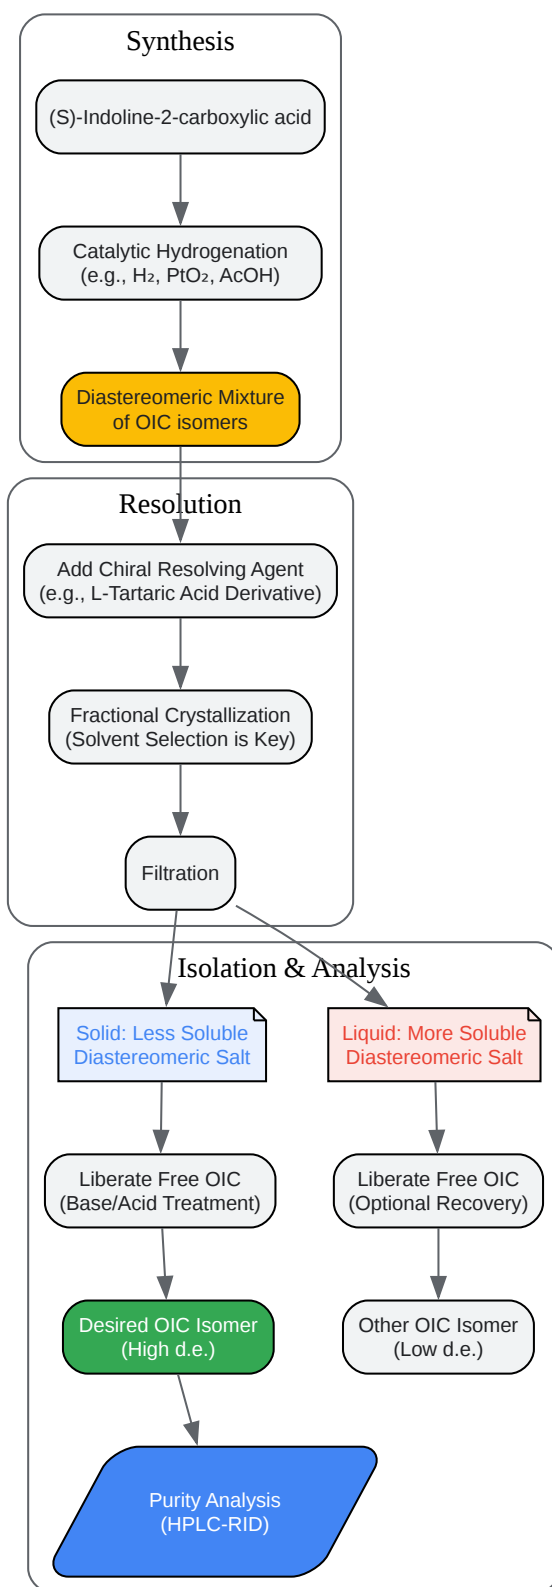 Synthesis
(S)-Indoline-2-carboxylic acid
Catalytic Hydrogenation
(e.g., H₂, PtO₂, AcOH)
Diastereomeric Mixture
of OIC isomers
Resolution
Add Chiral Resolving Agent
(e.g., L-Tartaric Acid Derivative)
Fractional Crystallization
(Solvent Selection is Key)
Filtration
Isolation & Analysis
Solid: Less Soluble
Diastereomeric Salt
Liquid: More Soluble
Diastereomeric Salt
Liberate Free OIC
(Base/Acid Treatment)
Liberate Free OIC
(Optional Recovery)
Desired OIC Isomer
(High d.e.)
Other OIC Isomer
(Low d.e.)
Purity Analysis
(HPLC-RID)